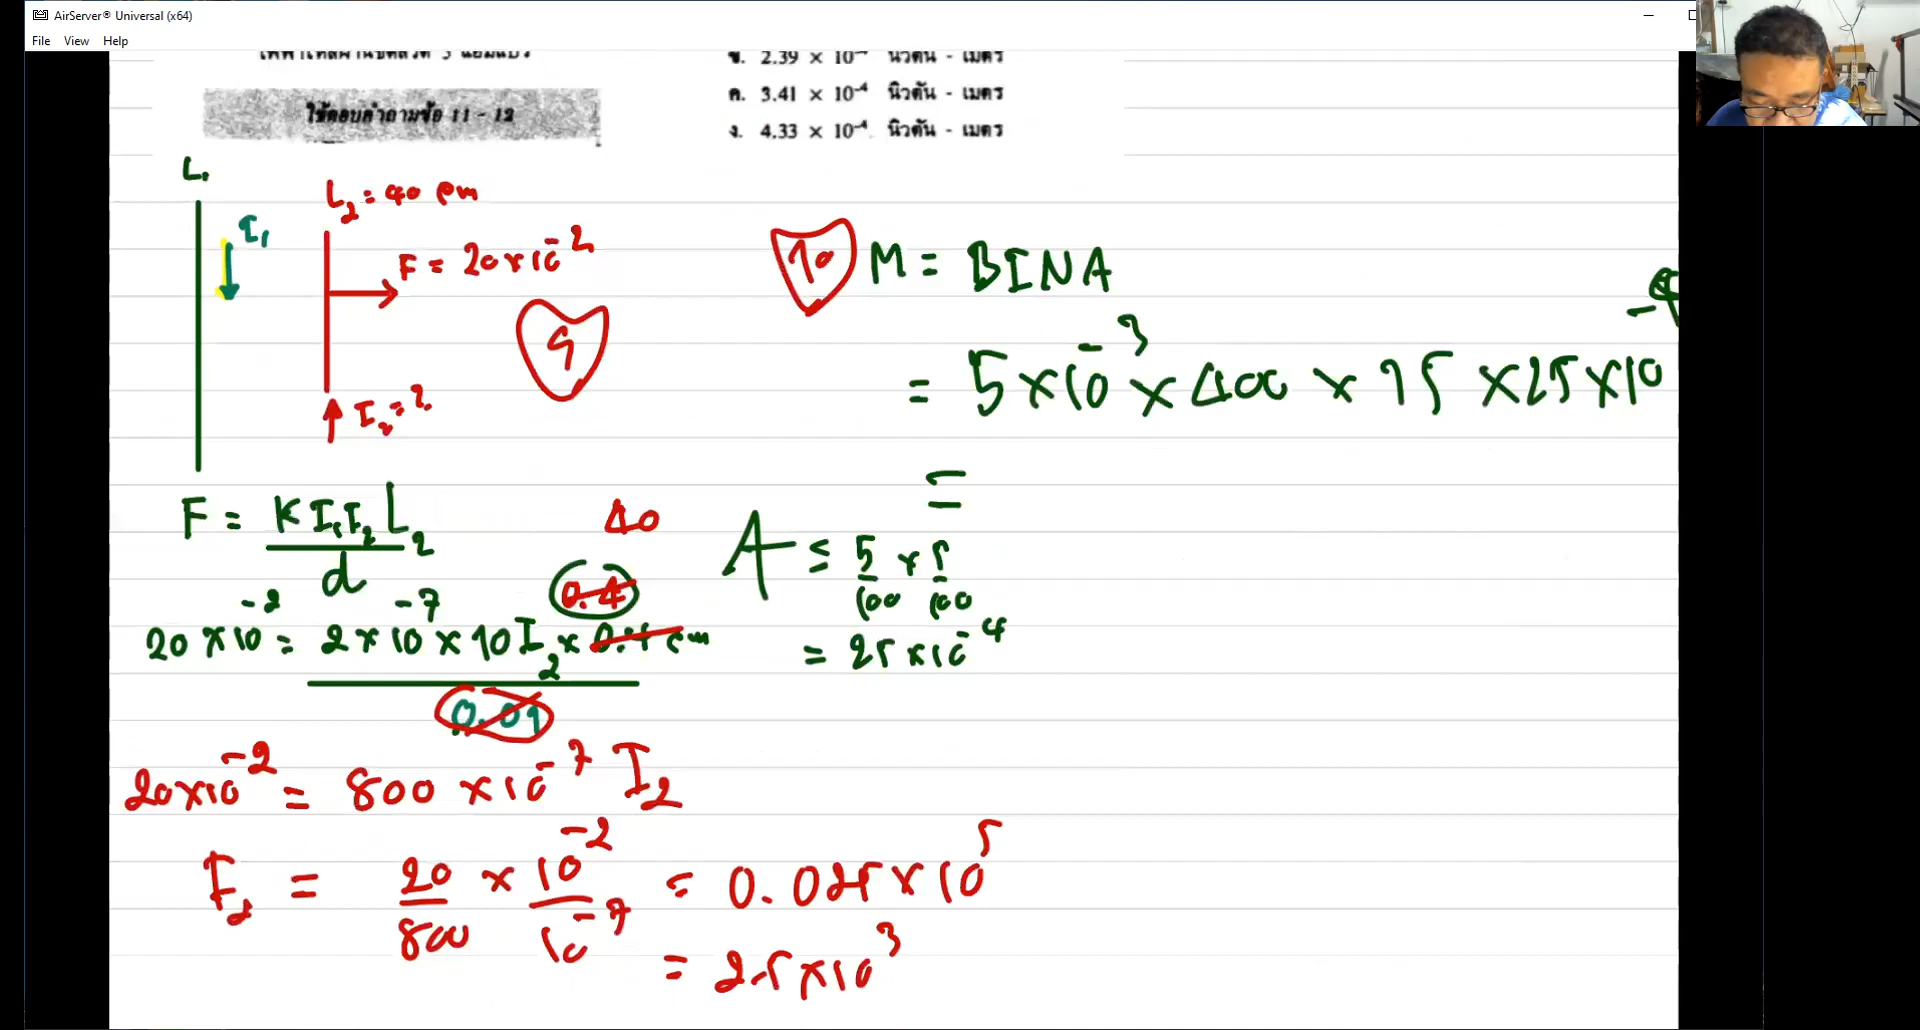 AirServer® Universal (x64)
File View Help
ข. 2.39 × 10 นิวตัน - เมตร
ค. 3.41 × 10⁻⁴ นิวตัน - เมตร
ง. 4.33 × 10⁻⁴ นิวตัน - เมตร
ใช้ตอบคำถามข้อ 11 - 12
L₁
I₁
L₂ = 40 cm
F = 20×10⁻²
9
I₂ = ?
F = KI₁I₂L₂
d
40
0.4
20×10⁻² = 2×10⁻⁷×10 I₂×0.4 cm
0.01
20×10⁻² = 800×10⁻⁷ I₂
I₂ = 20/800 × 10⁻²/10⁻⁷ = 0.025×10⁵
= 2.5×10³
10
M = BINA
= 5×10⁻³×400×15×25×10⁻⁴
=
A = 5/100 × 5/100
= 25×10⁻⁴